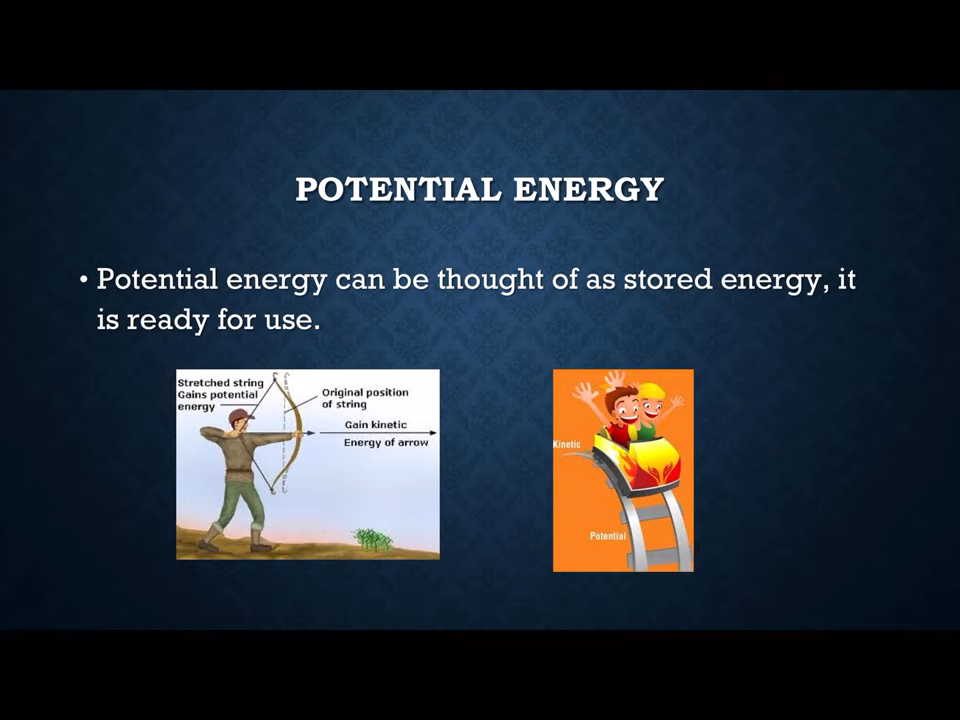 POTENTIAL ENERGY
• Potential energy can be thought of as stored energy, it
is ready for use.
Stretched string
Gains potential
energy
Original position
of string
Gain kinetic
Energy of arrow
Kinetic
Potential